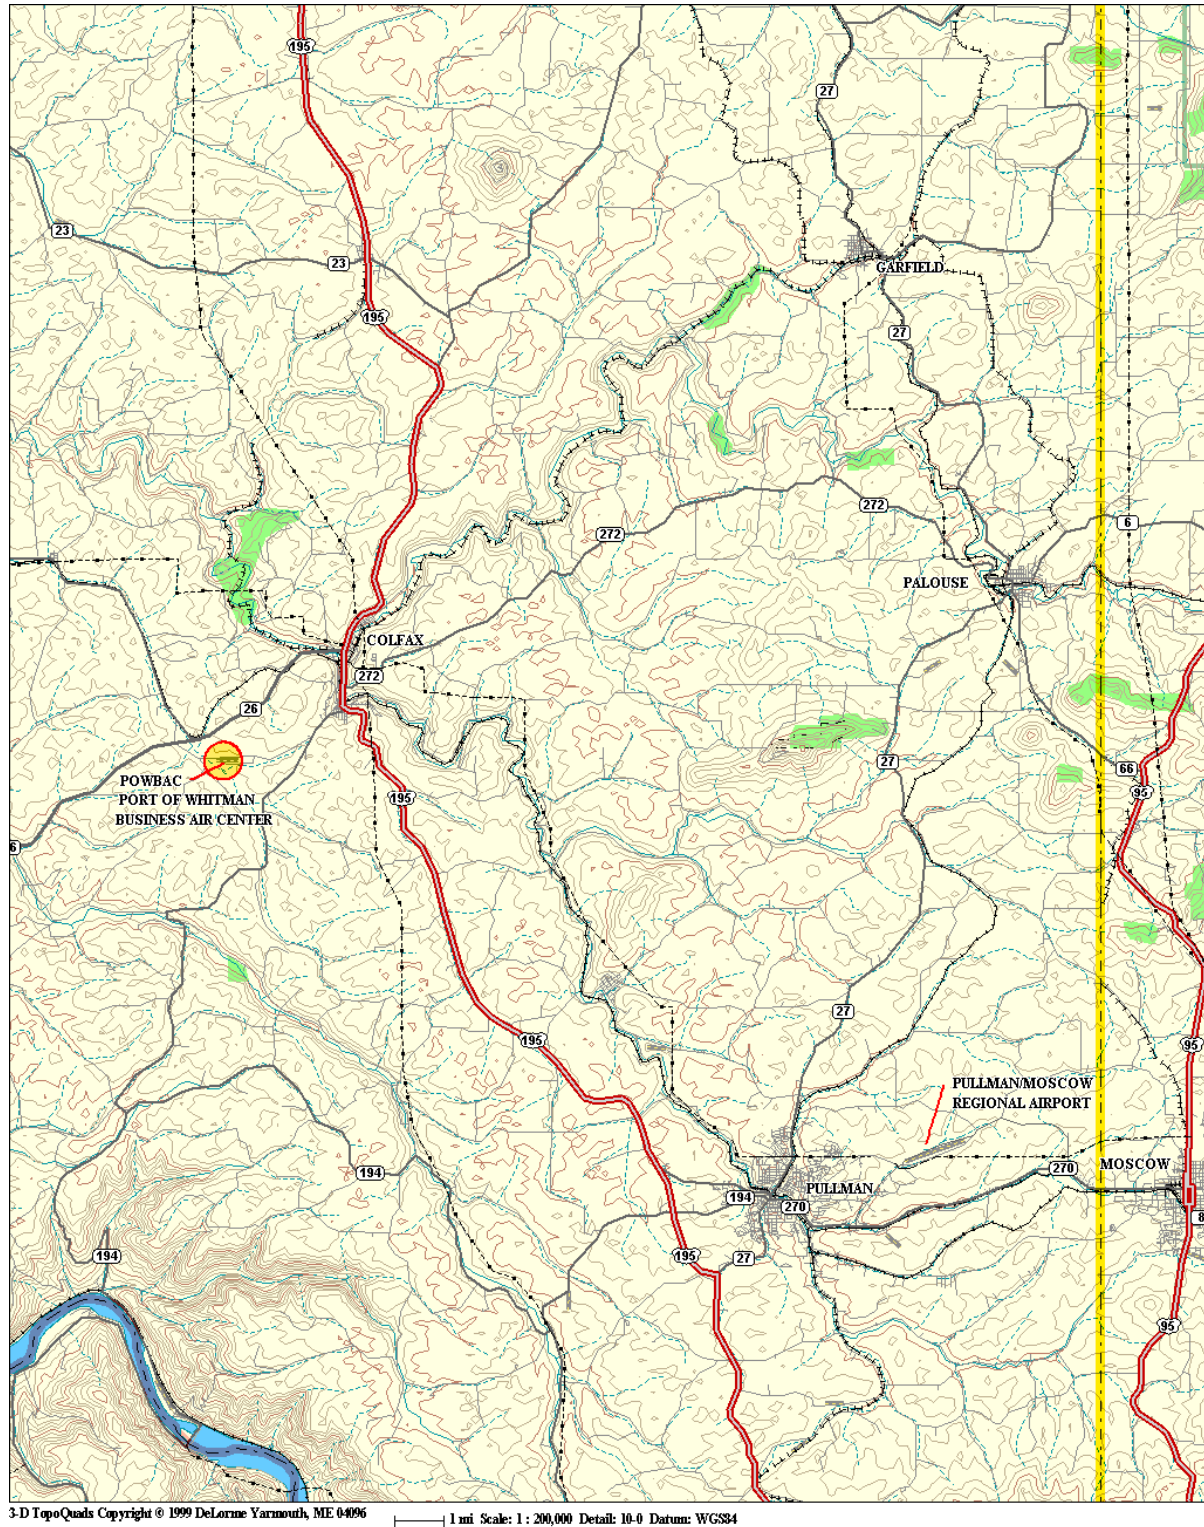 195
27
23
23
GARFIELD
195
27
272
272
6
PALOUSE
COLFAX
272
26
27
66
95
POWBAC
PORT OF WHITMAN
BUSINESS AIR CENTER
195
6
27
195
95
PULLMAN/MOSCOW
REGIONAL AIRPORT
194
270
MOSCOW
PULLMAN
194
270
8
194
195
27
95
3-D TopoQuads Copyright © 1999 DeLorme Yarmouth, ME 04096
1 mi Scale: 1 : 200,000 Detail: 10-0 Datum: WGS84